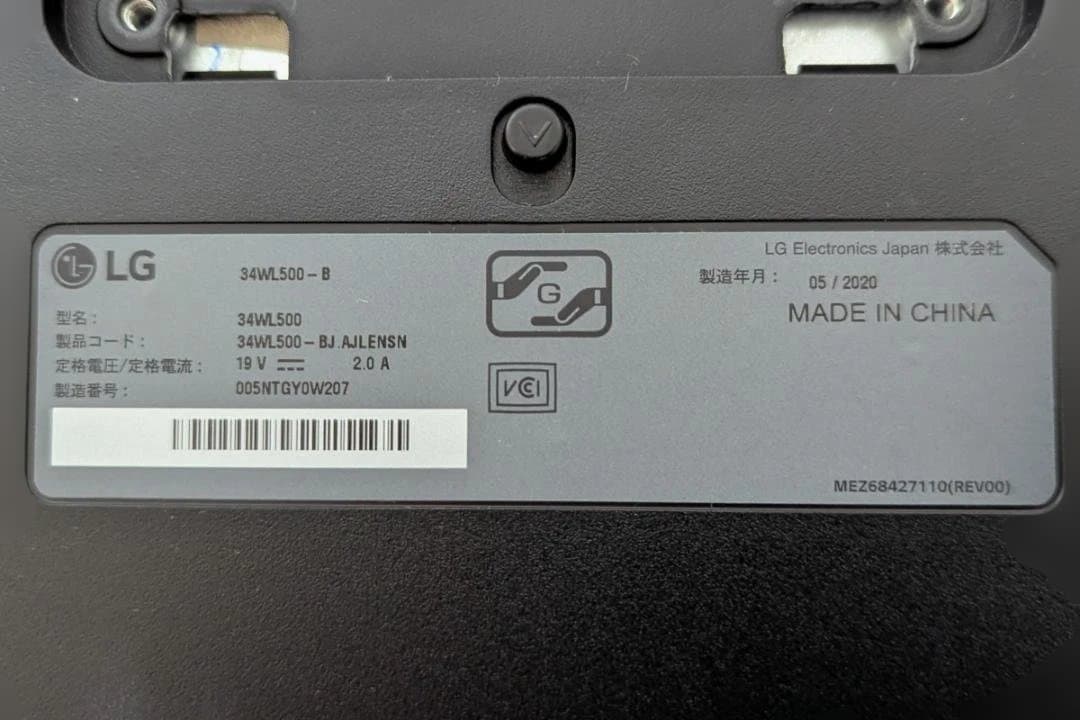 LG
34WL500-B
型名:
34WL500
製品コード:
34WL500-BJ.AJLENSN
定格電圧/定格電流:
19 V ⎓ 2.0 A
製造番号:
005NTGY0W207
G
VCCI
LG Electronics Japan 株式会社
製造年月: 05 / 2020
MADE IN CHINA
MEZ68427110(REV00)